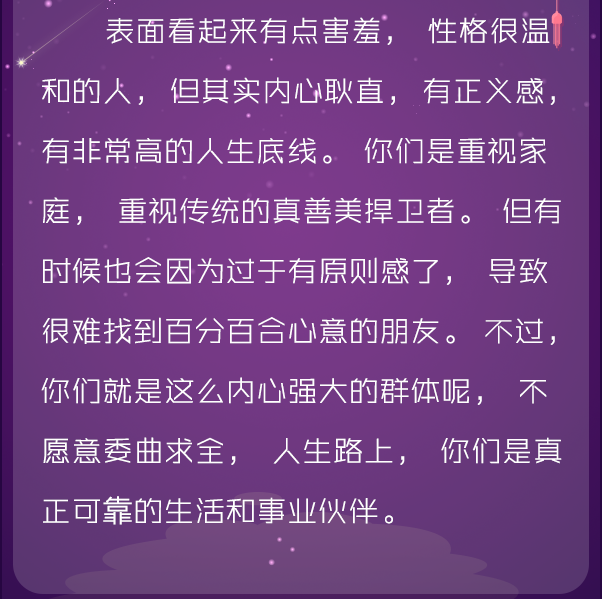 表面看起来有点害羞， 性格很温
和的人， 但其实内心耿直， 有正义感，
有非常高的人生底线。 你们是重视家
庭， 重视传统的真善美捍卫者。 但有
时候也会因为过于有原则感了， 导致
很难找到百分百合心意的朋友。 不过，
你们就是这么内心强大的群体呢， 不
愿意委曲求全， 人生路上， 你们是真
正可靠的生活和事业伙伴。